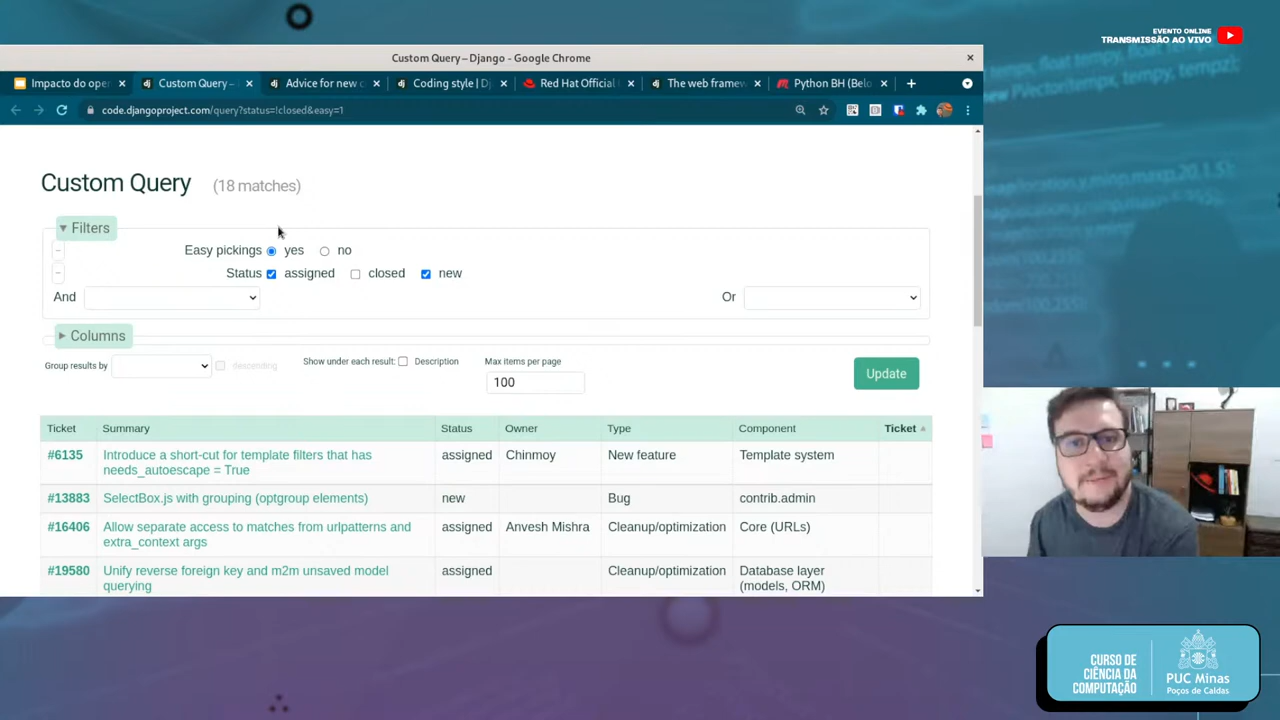 EVENTO ONLINE
TRANSMISSÃO AO VIVO
Custom Query – Django - Google Chrome
Impacto do open
Custom Query –
Advice for new c
Coding style | Dj
Red Hat Official
The web framew
Python BH (Belo
code.djangoproject.com/query?status=!closed&easy=1
Custom Query (18 matches)
Filters
Easy pickings yes no
Status assigned closed new
And Or
Columns
Group results by descending Show under each result: Description Max items per page
100
Update
Ticket Summary Status Owner Type Component Ticket
#6135 Introduce a short-cut for template filters that has assigned Chinmoy New feature Template system
needs_autoescape = True
#13883 SelectBox.js with grouping (optgroup elements) new Bug contrib.admin
#16406 Allow separate access to matches from urlpatterns and assigned Anvesh Mishra Cleanup/optimization Core (URLs)
extra_context args
#19580 Unify reverse foreign key and m2m unsaved model assigned Cleanup/optimization Database layer
querying (models, ORM)
CURSO DE
CIÊNCIA DA
COMPUTAÇÃO
PUC Minas
Poços de Caldas